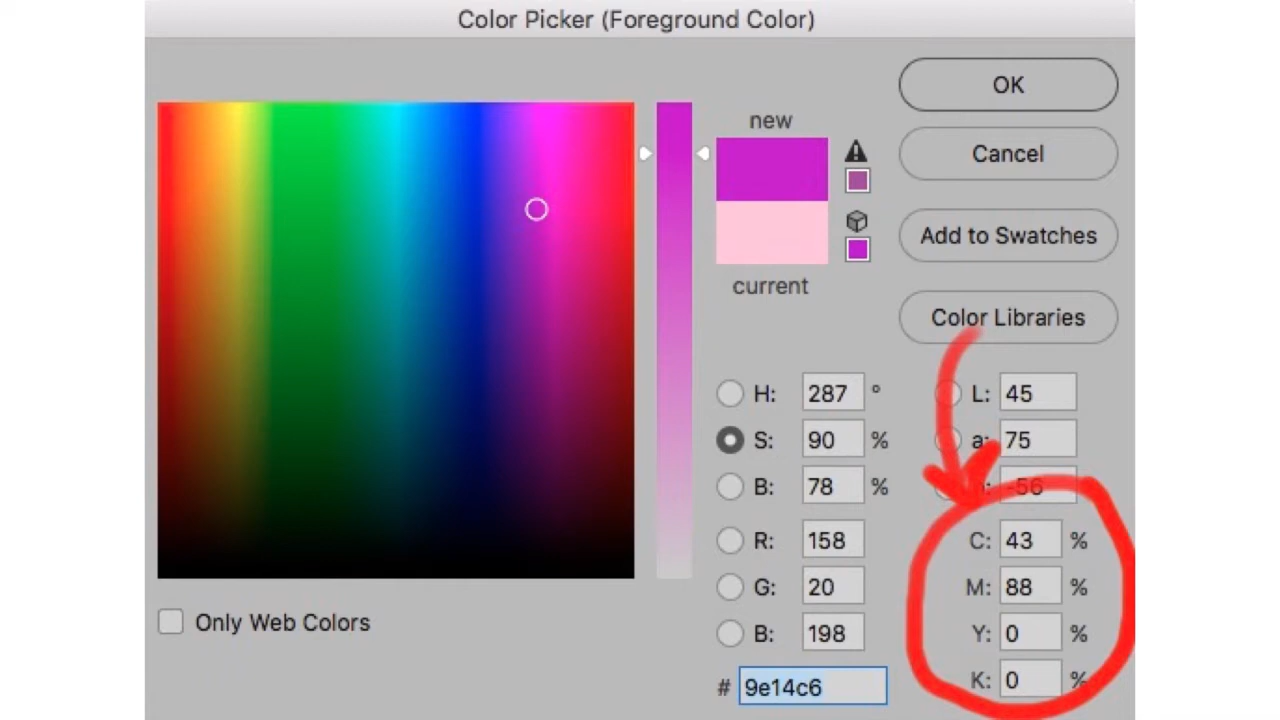 Color Picker (Foreground Color)
OK
new
Cancel
Add to Swatches
current
Color Libraries
H: 287 °
L: 45
S: 90 %
a: 75
B: 78 %
-56
R: 158
C: 43 %
G: 20
M: 88 %
Only Web Colors
B: 198
Y: 0 %
# 9e14c6
K: 0 %